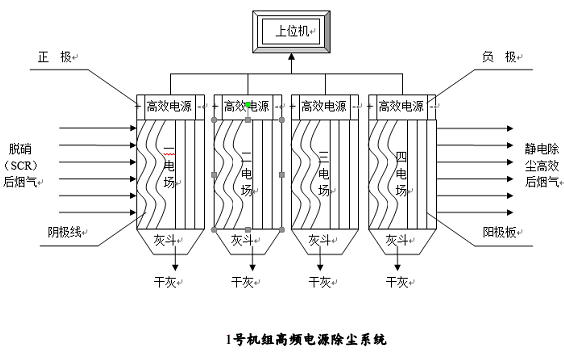 上位机
正 极
负 极
高效电源
高效电源
高效电源
高效电源
脱硝
（SCR）
后烟气
一电场
二电场
三电场
四电场
静电除
尘高效
后烟气
阴极线
灰斗
灰斗
灰斗
灰斗
阳极板
干灰
干灰
干灰
干灰
1号机组高频电源除尘系统